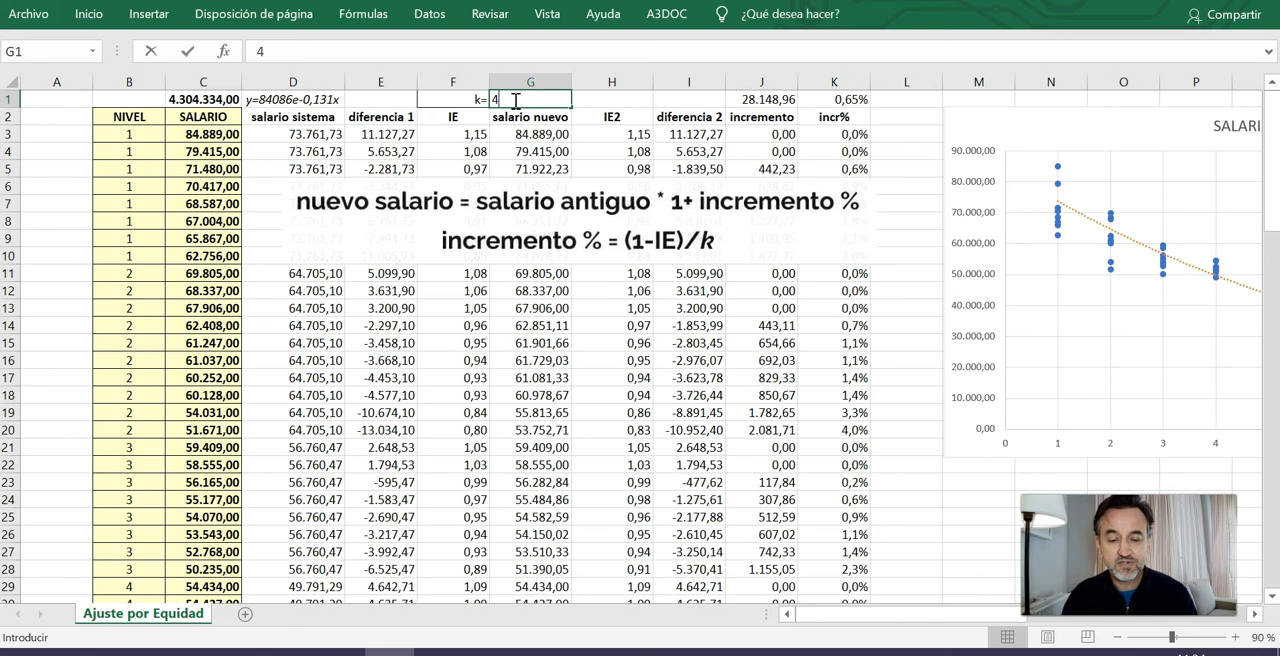 Archivo Inicio Insertar Disposición de página Fórmulas Datos Revisar Vista Ayuda A3DOC ¿Qué desea hacer? Compartir
G1 fx 4
A B C D E F G H I J K L M N O P
1 4.304.334,00 y=84086e-0,131x k= 4 28.148,96 0,65%
2 NIVEL SALARIO salario sistema diferencia 1 IE salario nuevo IE2 diferencia 2 incremento incr%
3 1 84.889,00 73.761,73 11.127,27 1,15 84.889,00 1,15 11.127,27 0,00 0,0%
4 1 79.415,00 73.761,73 5.653,27 1,08 79.415,00 1,08 5.653,27 0,00 0,0%
5 1 71.480,00 73.761,73 -2.281,73 0,97 71.922,23 0,98 -1.839,50 442,23 0,6%
6 1 70.417,00
7 1 68.587,00
8 1 67.004,00
9 1 65.867,00
10 1 62.756,00
nuevo salario = salario antiguo * 1+ incremento %
incremento % = (1-IE)/k
11 2 69.805,00 64.705,10 5.099,90 1,08 69.805,00 1,08 5.099,90 0,00 0,0%
12 2 68.337,00 64.705,10 3.631,90 1,06 68.337,00 1,06 3.631,90 0,00 0,0%
13 2 67.906,00 64.705,10 3.200,90 1,05 67.906,00 1,05 3.200,90 0,00 0,0%
14 2 62.408,00 64.705,10 -2.297,10 0,96 62.851,11 0,97 -1.853,99 443,11 0,7%
15 2 61.247,00 64.705,10 -3.458,10 0,95 61.901,66 0,96 -2.803,45 654,66 1,1%
16 2 61.037,00 64.705,10 -3.668,10 0,94 61.729,03 0,95 -2.976,07 692,03 1,1%
17 2 60.252,00 64.705,10 -4.453,10 0,93 61.081,33 0,94 -3.623,78 829,33 1,4%
18 2 60.128,00 64.705,10 -4.577,10 0,93 60.978,67 0,94 -3.726,44 850,67 1,4%
19 2 54.031,00 64.705,10 -10.674,10 0,84 55.813,65 0,86 -8.891,45 1.782,65 3,3%
20 2 51.671,00 64.705,10 -13.034,10 0,80 53.752,71 0,83 -10.952,40 2.081,71 4,0%
21 3 59.409,00 56.760,47 2.648,53 1,05 59.409,00 1,05 2.648,53 0,00 0,0%
22 3 58.555,00 56.760,47 1.794,53 1,03 58.555,00 1,03 1.794,53 0,00 0,0%
23 3 56.165,00 56.760,47 -595,47 0,99 56.282,84 0,99 -477,62 117,84 0,2%
24 3 55.177,00 56.760,47 -1.583,47 0,97 55.484,86 0,98 -1.275,61 307,86 0,6%
25 3 54.070,00 56.760,47 -2.690,47 0,95 54.582,59 0,96 -2.177,88 512,59 0,9%
26 3 53.543,00 56.760,47 -3.217,47 0,94 54.150,02 0,95 -2.610,45 607,02 1,1%
27 3 52.768,00 56.760,47 -3.992,47 0,93 53.510,33 0,94 -3.250,14 742,33 1,4%
28 3 50.235,00 56.760,47 -6.525,47 0,89 51.390,05 0,91 -5.370,41 1.155,05 2,3%
29 4 54.434,00 49.791,29 4.642,71 1,09 54.434,00 1,09 4.642,71 0,00 0,0%
SALARI
90.000,00
80.000,00
70.000,00
60.000,00
50.000,00
40.000,00
30.000,00
20.000,00
10.000,00
0,00
0 1 2 3 4
Ajuste por Equidad
Introducir 90 %